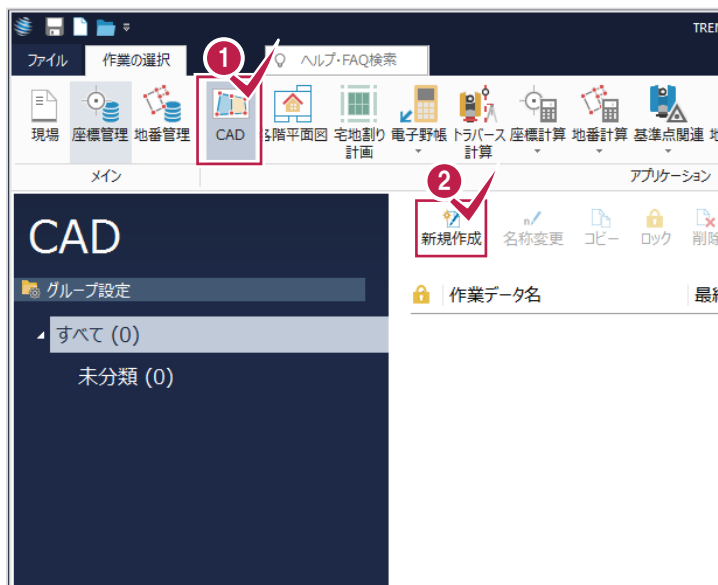 TREN
ファイル 作業の選択 ヘルプ・FAQ検索
1
現場 座標管理 地番管理 CAD 各階平面図 宅地割り計画 電子野帳 トラバース計算 座標計算 地番計算 基準点関連
メイン アプリケーション
2
CAD
新規作成 名称変更 コピー ロック 削除
グループ設定
作業データ名 最終
すべて (0)
未分類 (0)